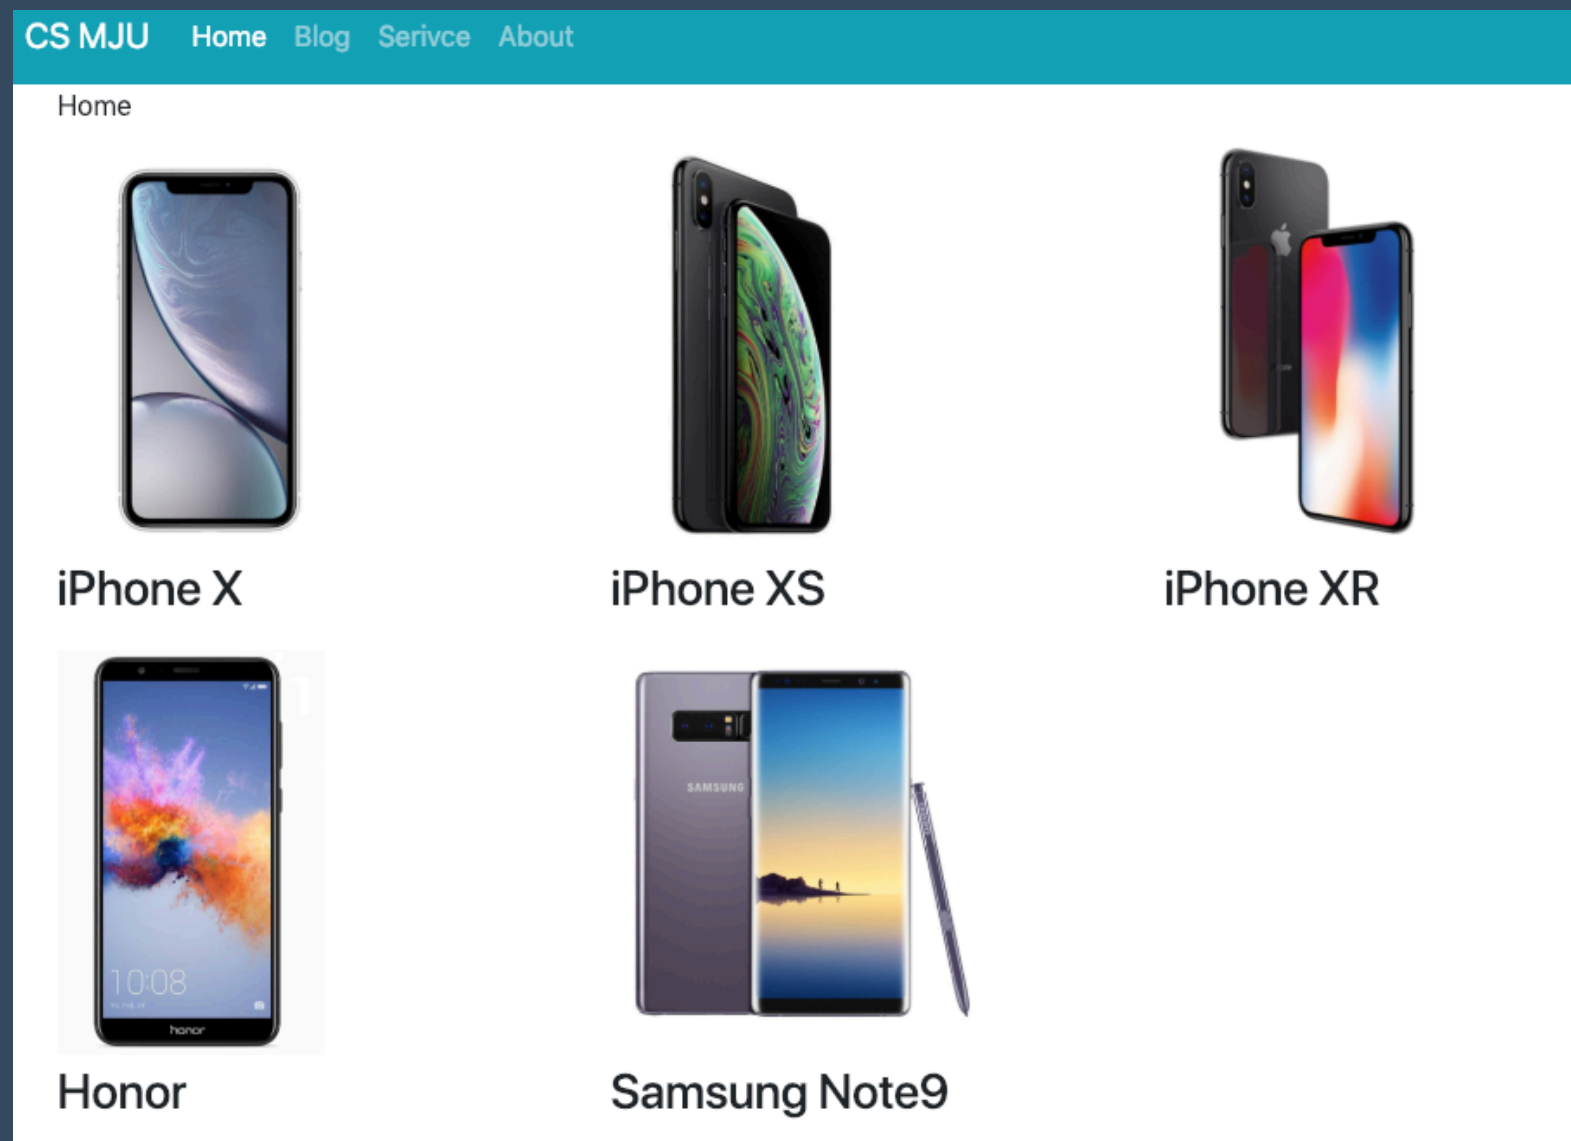 CS MJU Home Blog Serivce About
Home
iPhone X iPhone XS iPhone XR
SAMSUNG
10:08
honor
Honor Samsung Note9